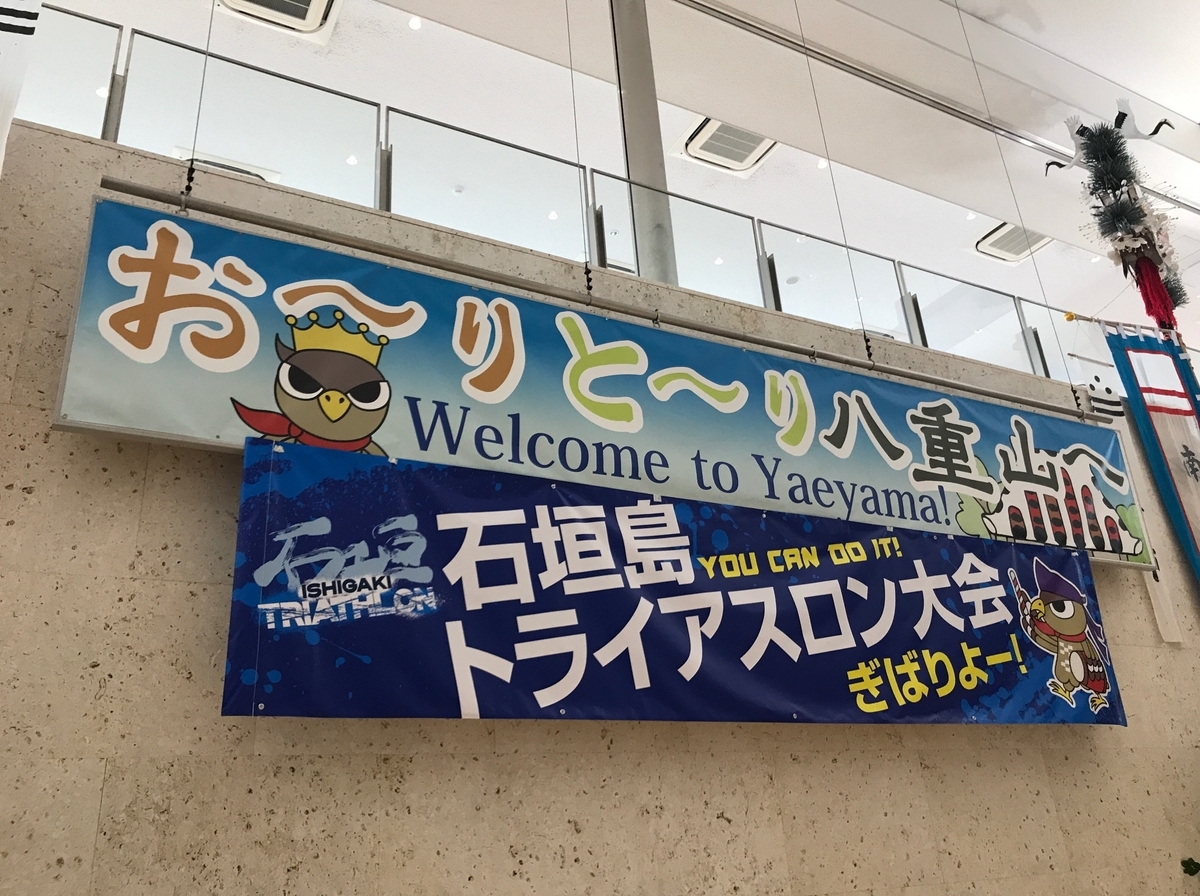 お〜りと〜り八重山へ
Welcome to Yaeyama!
石垣
ISHIGAKI
TRIATHLON
石垣島
YOU CAN DO IT!
トライアスロン大会
ぎばりよー!